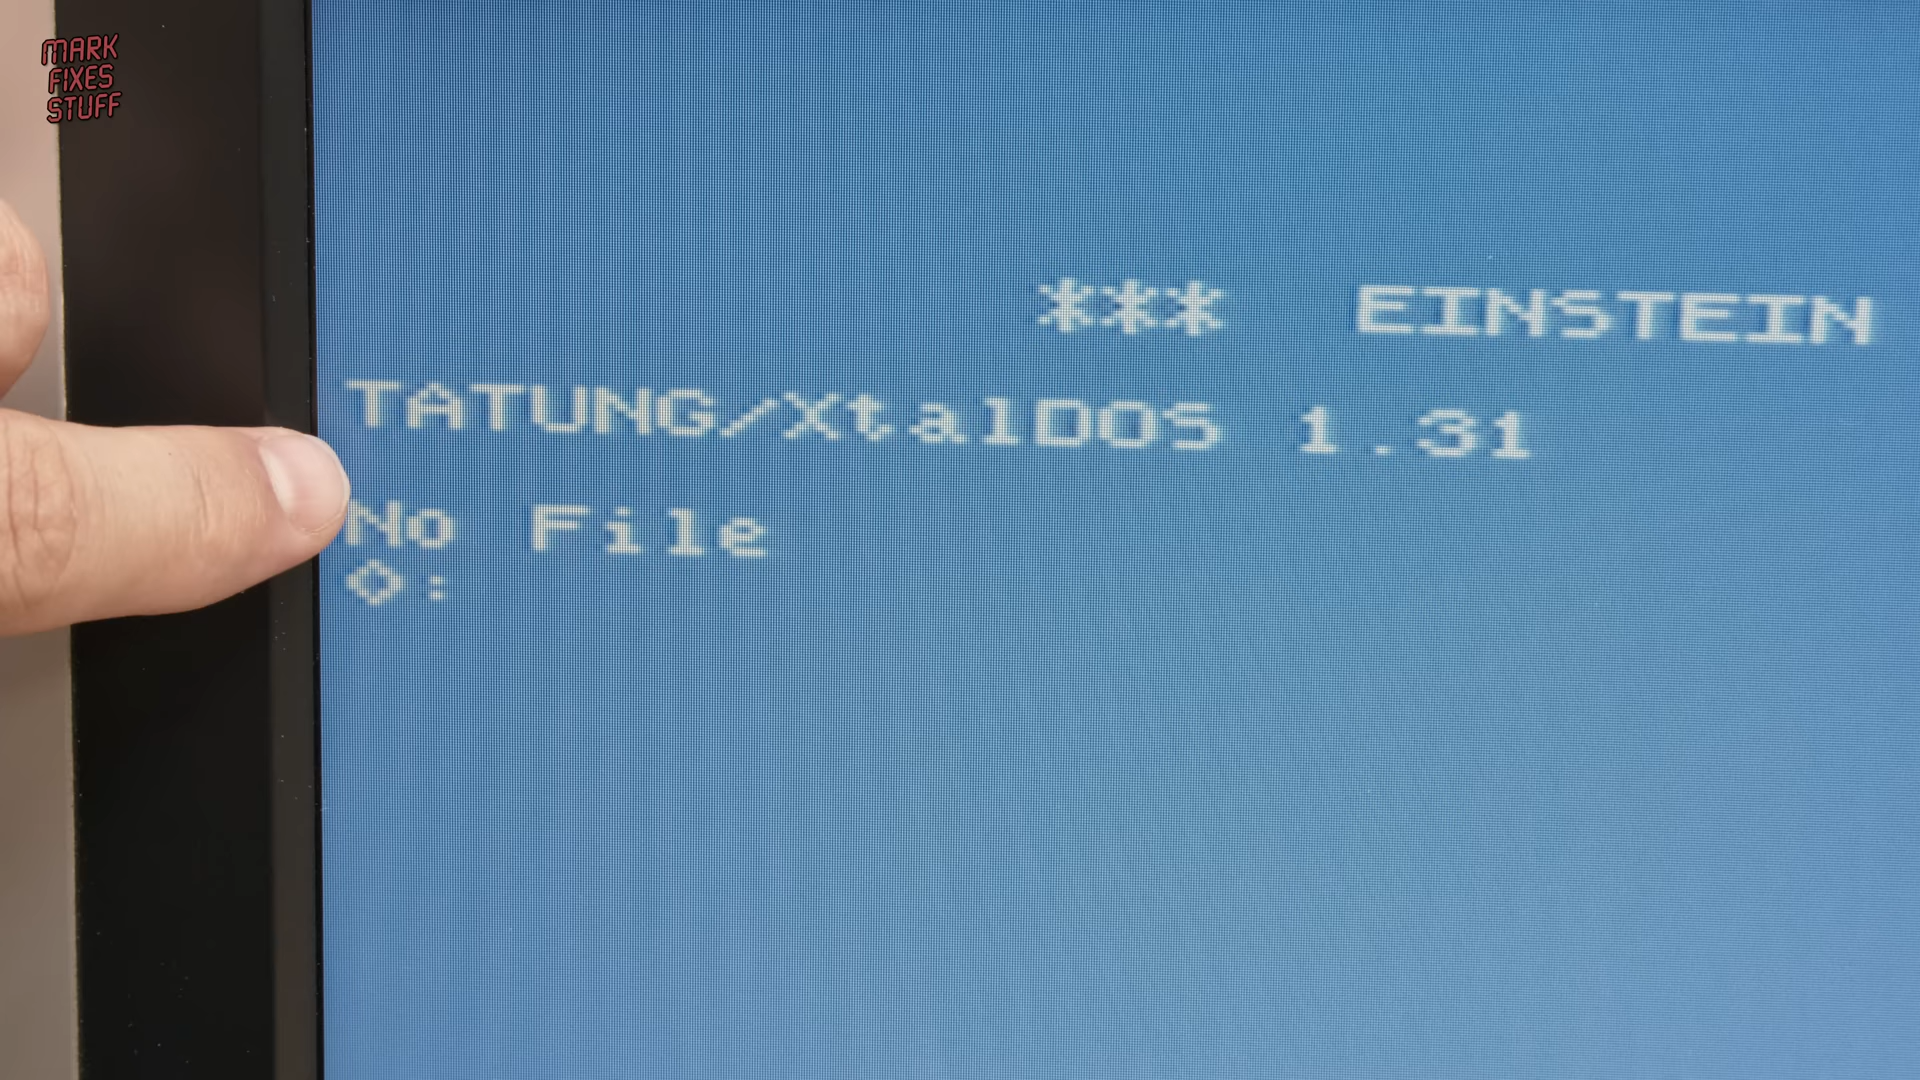 MARK
FIXES
STUFF
*** EINSTEIN
TATUNG/XtalDOS 1.31
No File
0: